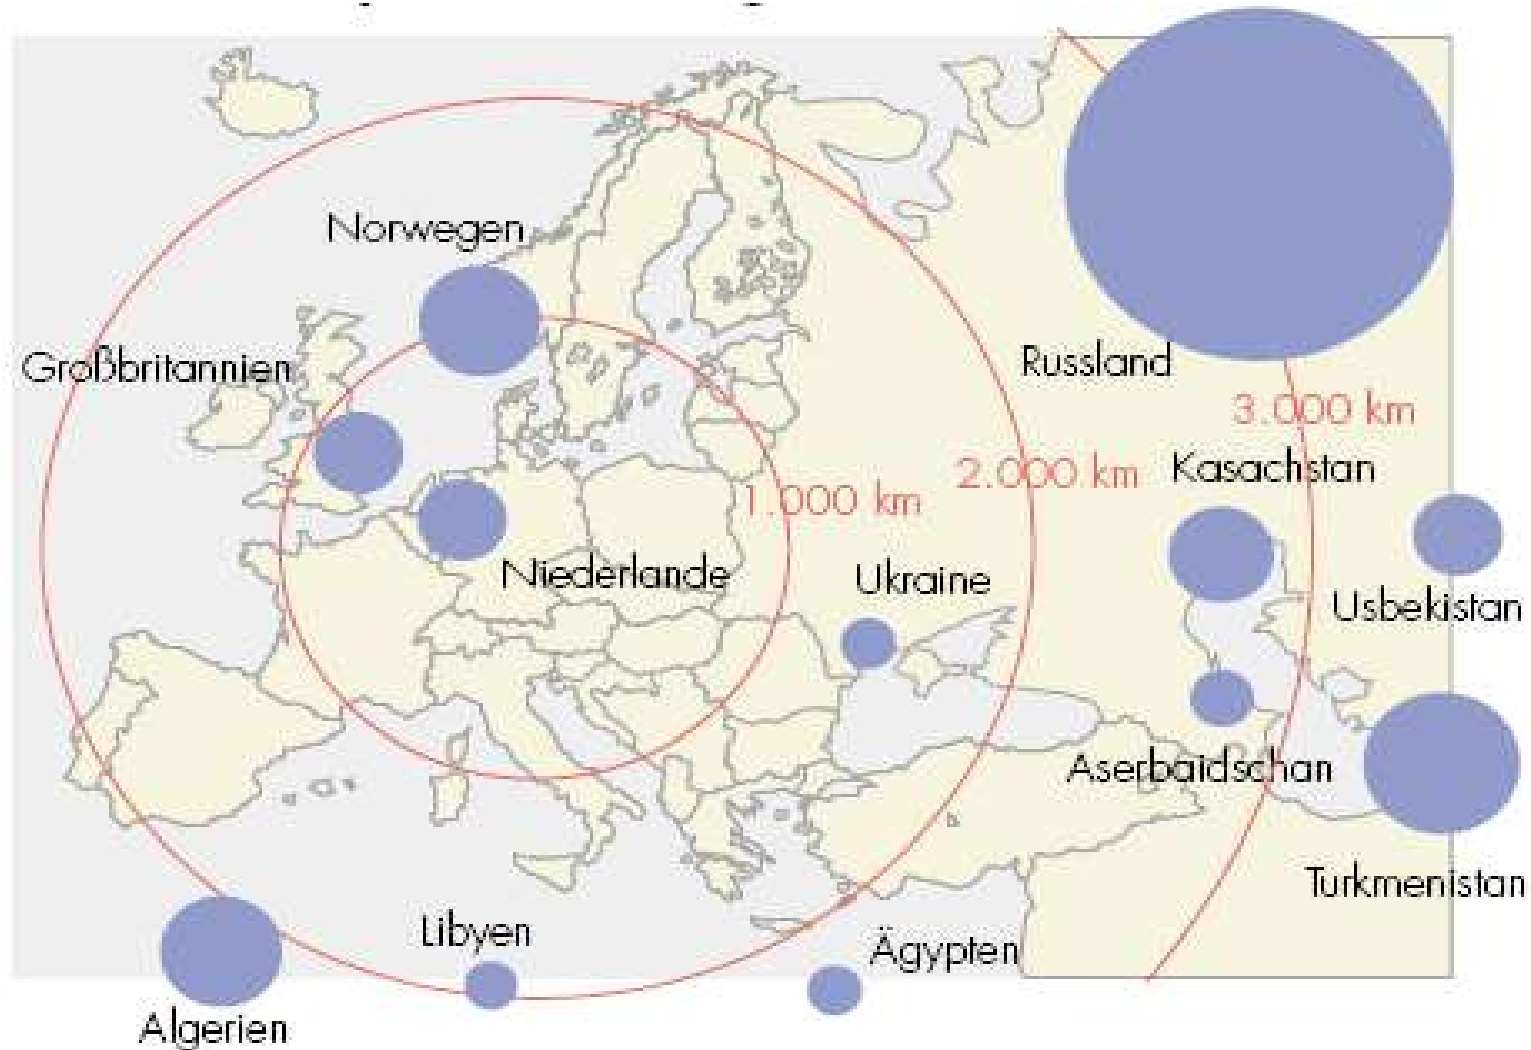 Norwegen
Großbritannien
Russland
3.000 km
Kasachstan
2.000 km
1.000 km
Niederlande
Ukraine
Usbekistan
Aserbaidschan
Turkmenistan
Libyen
Ägypten
Algerien